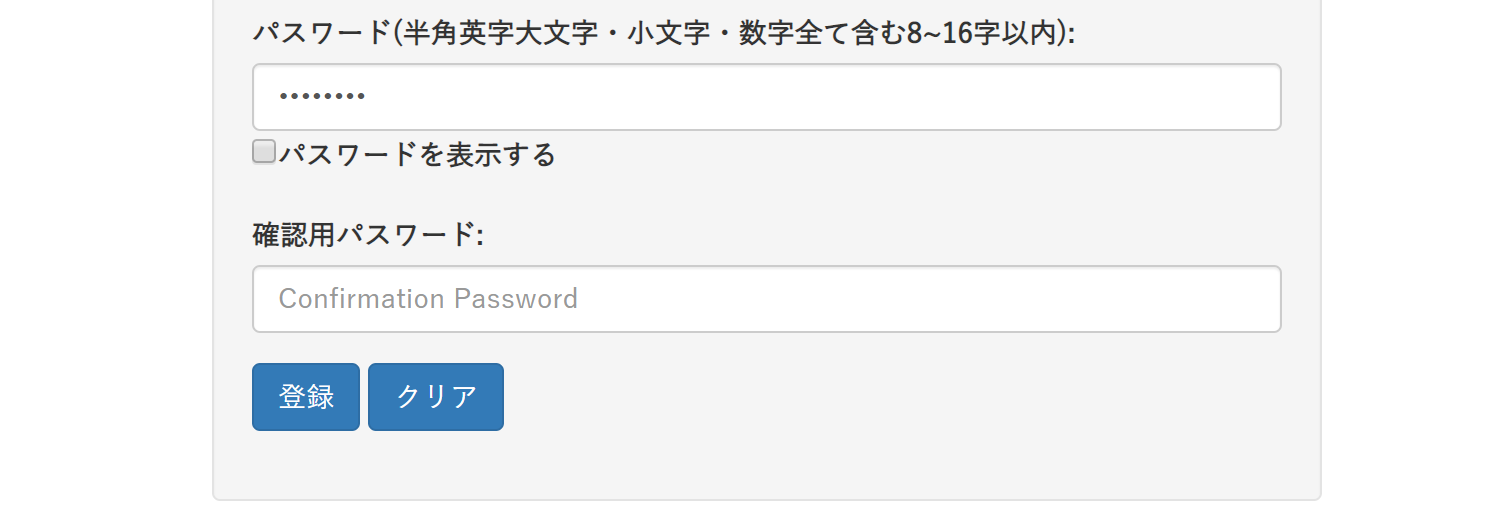 パスワード(半角英字大文字・小文字・数字全て含む8~16字以内):
••••••••
パスワードを表示する
確認用パスワード:
Confirmation Password
登録 クリア